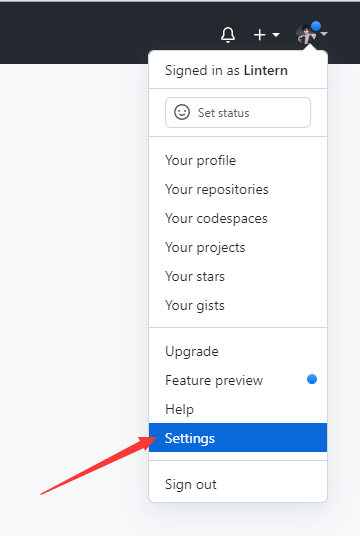 Signed in as Lintern
Set status
Your profile
Your repositories
Your codespaces
Your projects
Your stars
Your gists
Upgrade
Feature preview
Help
Settings
Sign out